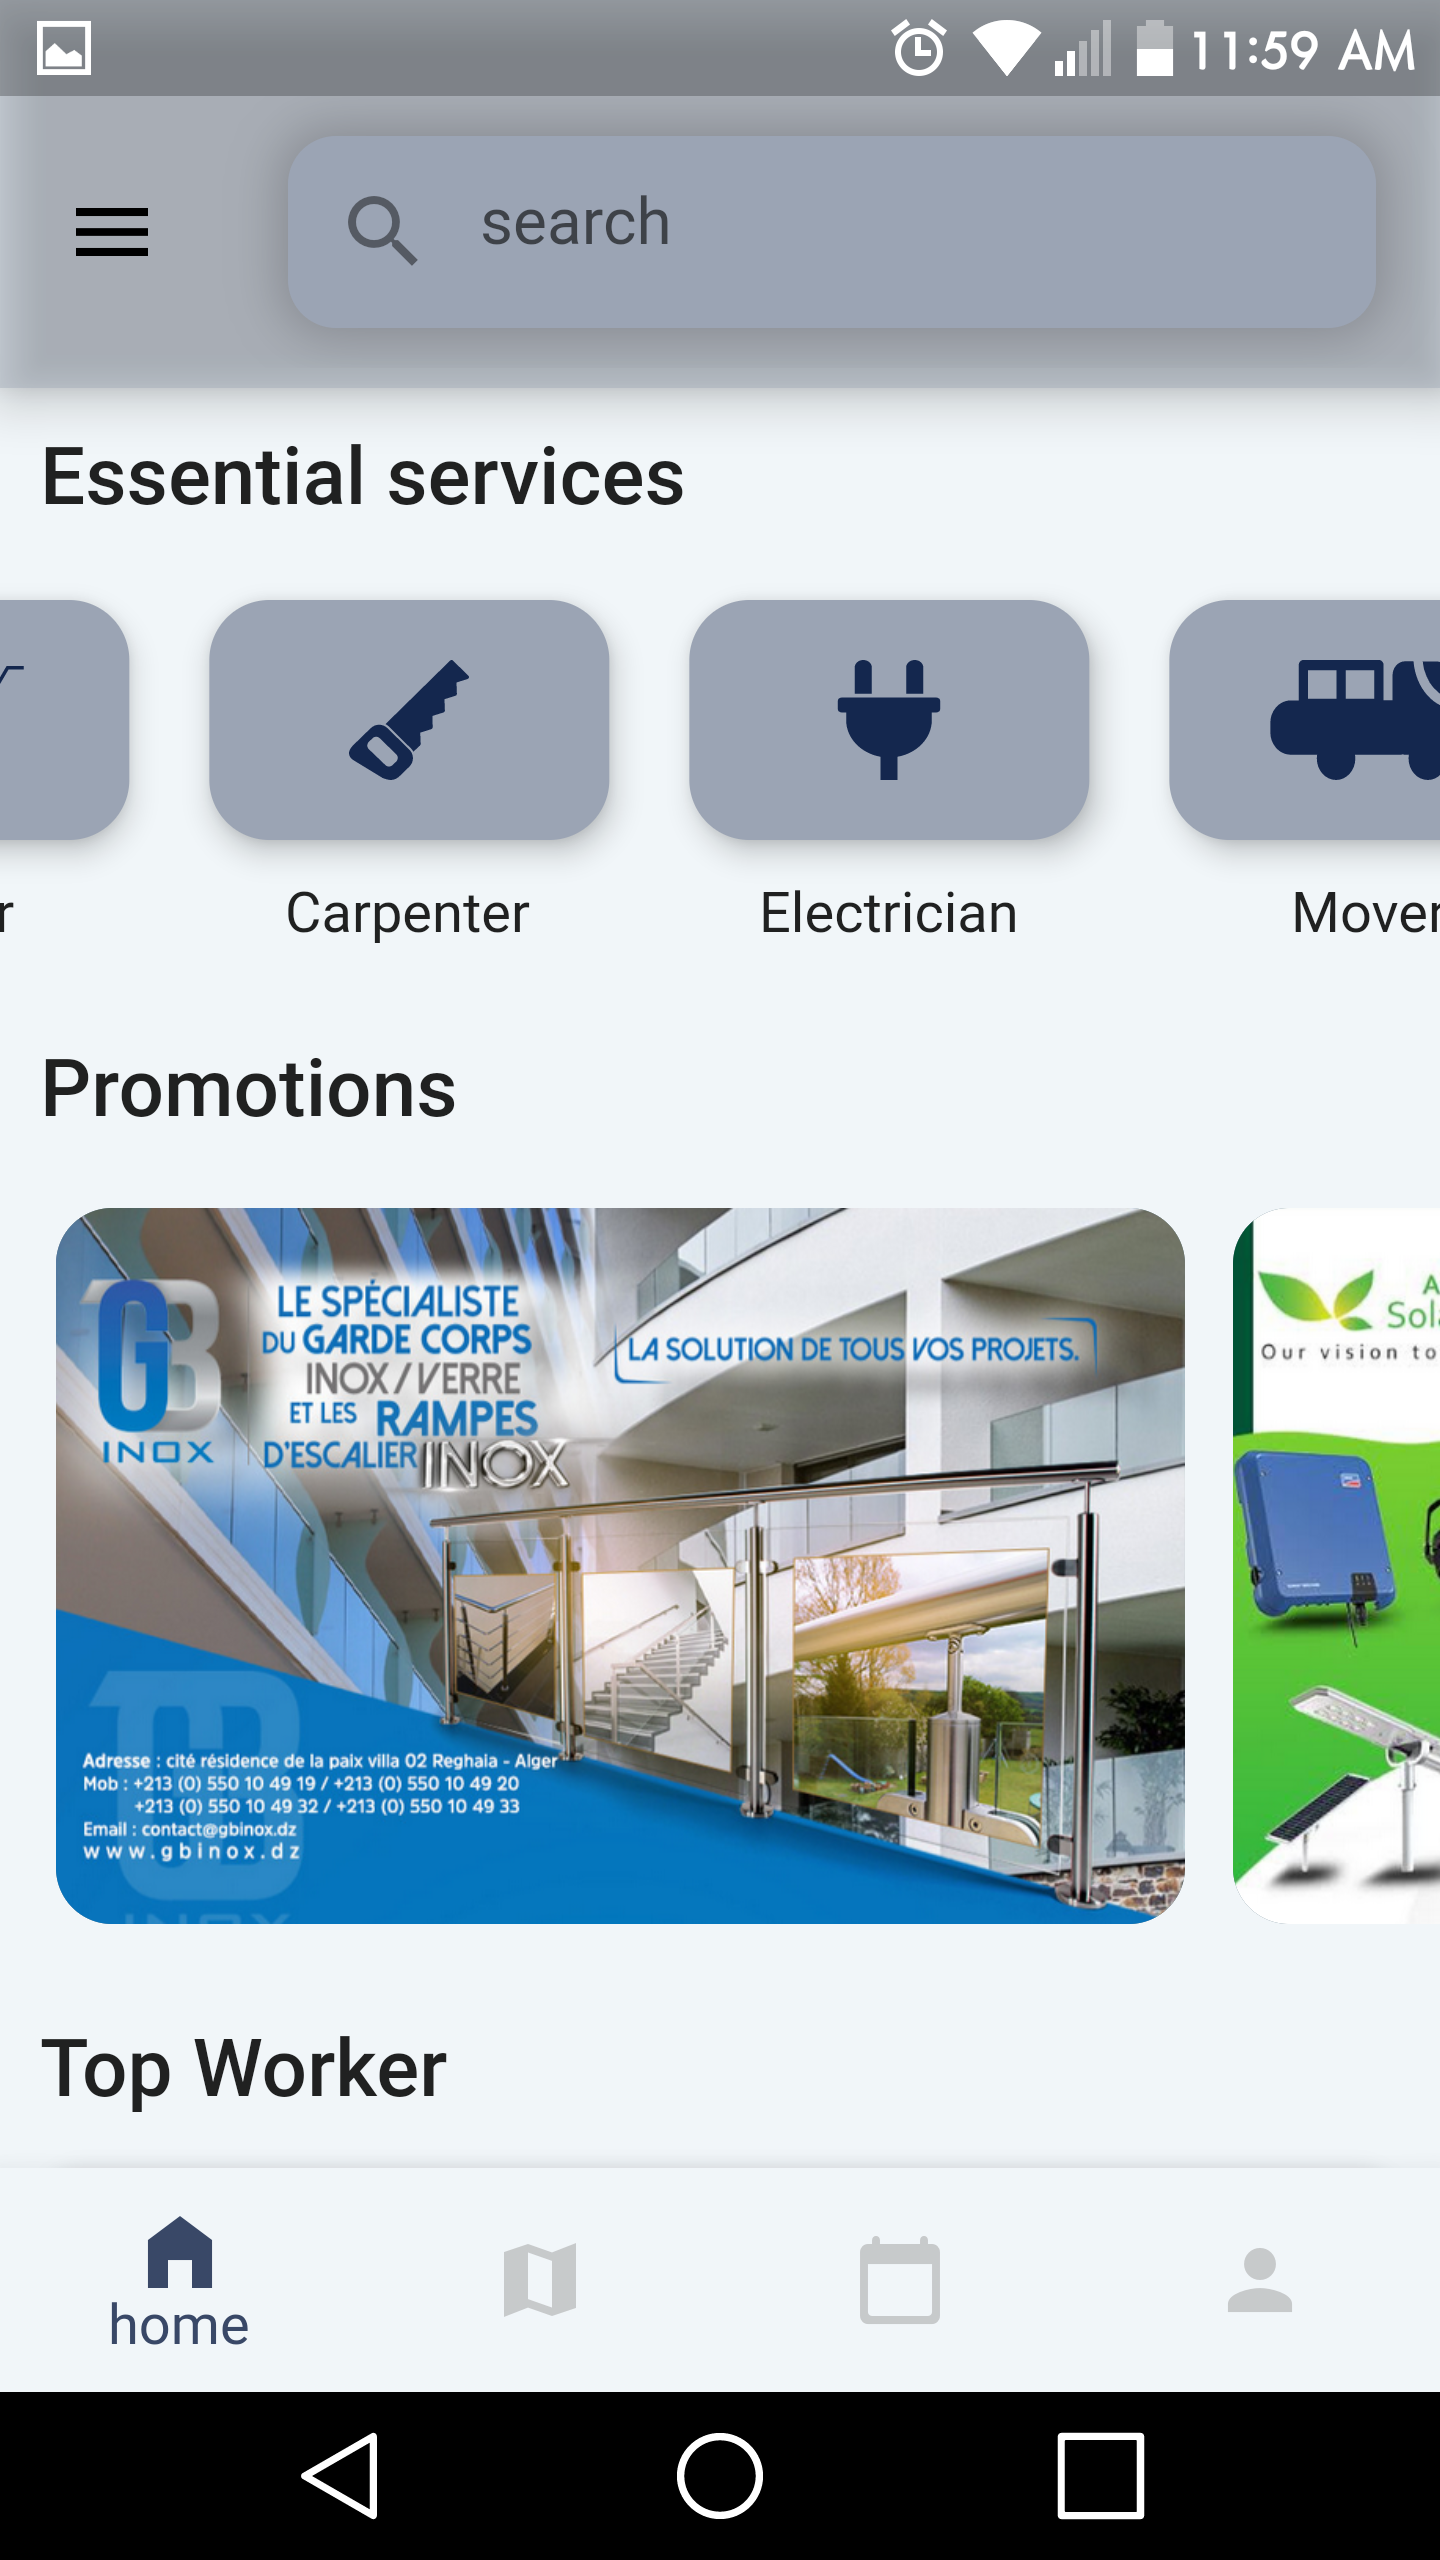 11:59 AM
search
Essential services
r
Carpenter
Electrician
Mover
Promotions
GB
INOX
LE SPÉCIALISTE
DU GARDE CORPS
INOX / VERRE
ET LES RAMPES
D'ESCALIER INOX
LA SOLUTION DE TOUS VOS PROJETS.
Adresse : cité résidence de la paix villa 02 Reghaia - Alger
Mob : +213 (0) 550 10 49 19 / +213 (0) 550 10 49 20
+213 (0) 550 10 49 32 / +213 (0) 550 10 49 33
Email : contact@gbinox.dz
www.gbinox.dz
INOX
A
Sola
Our vision to
Top Worker
home